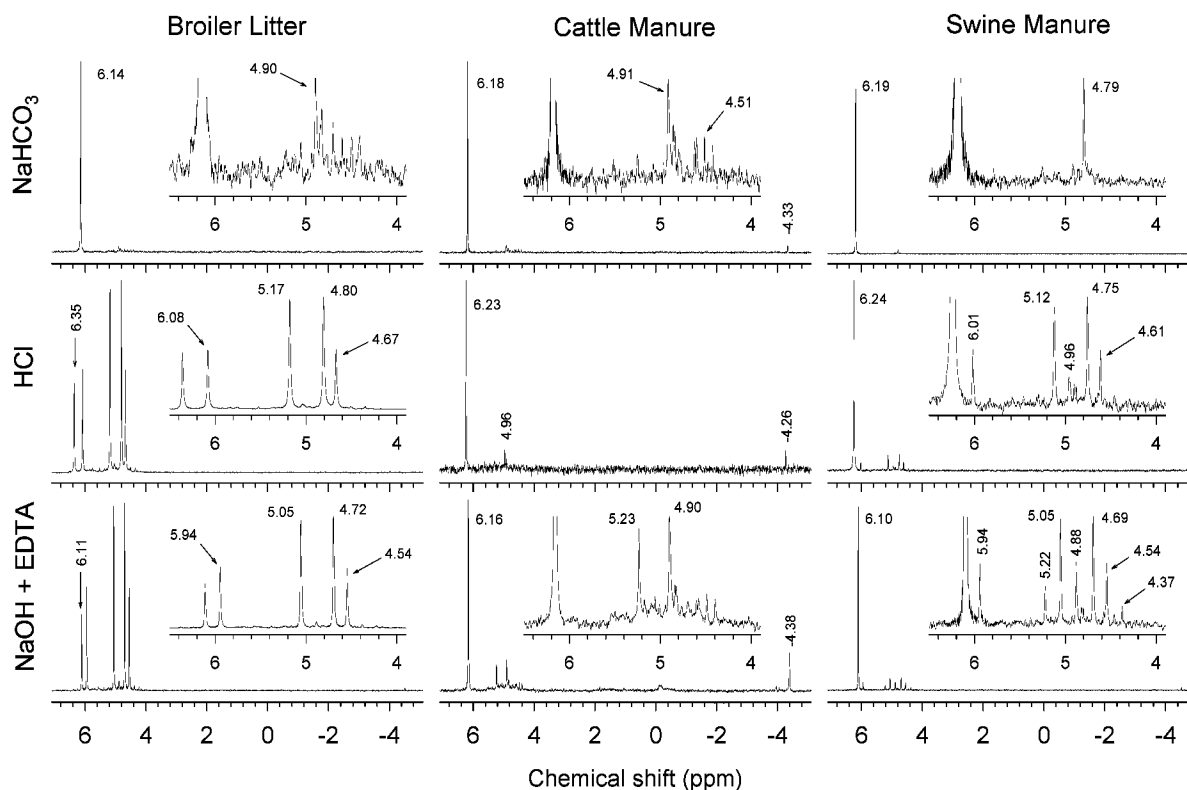 Broiler Litter Cattle Manure Swine Manure
NaHCO3
6.14 4.90
6 5 4
6.18 4.91 4.51 4.33
6 5 4
6.19 4.79
6 5 4
HCl
6.35 6.08 5.17 4.80 4.67
6 5 4
6.23 4.96 4.26
6.24 6.01 5.12 4.96 4.75 4.61
6 5 4
NaOH + EDTA
6.11 5.94 5.05 4.72 4.54
6 5 4
6.16 5.23 4.90 -4.38
6 5 4
6.10 5.94 5.22 5.05 4.88 4.69 4.54 4.37
6 5 4
6 4 2 0 -2 -4 6 4 2 0 -2 -4 6 4 2 0 -2 -4
Chemical shift (ppm)